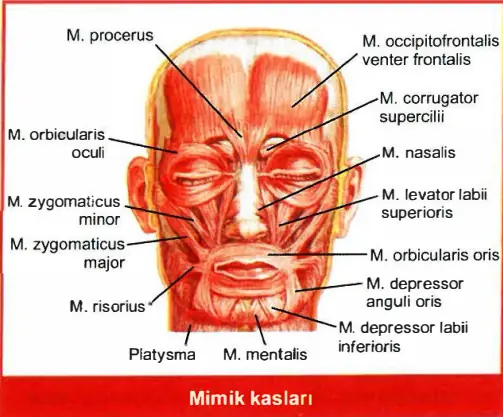 M. procerus
M. occipitofrontalis
venter frontalis
M. corrugator
supercilii
M. orbicularis
oculi
M. nasalis
M. zygomaticus
minor
M. levator labii
superioris
M. zygomaticus
major
M. orbicularis oris
M. depressor
anguli oris
M. risorius
M. depressor labii
inferioris
Platysma
M. mentalis
Mimik kasları